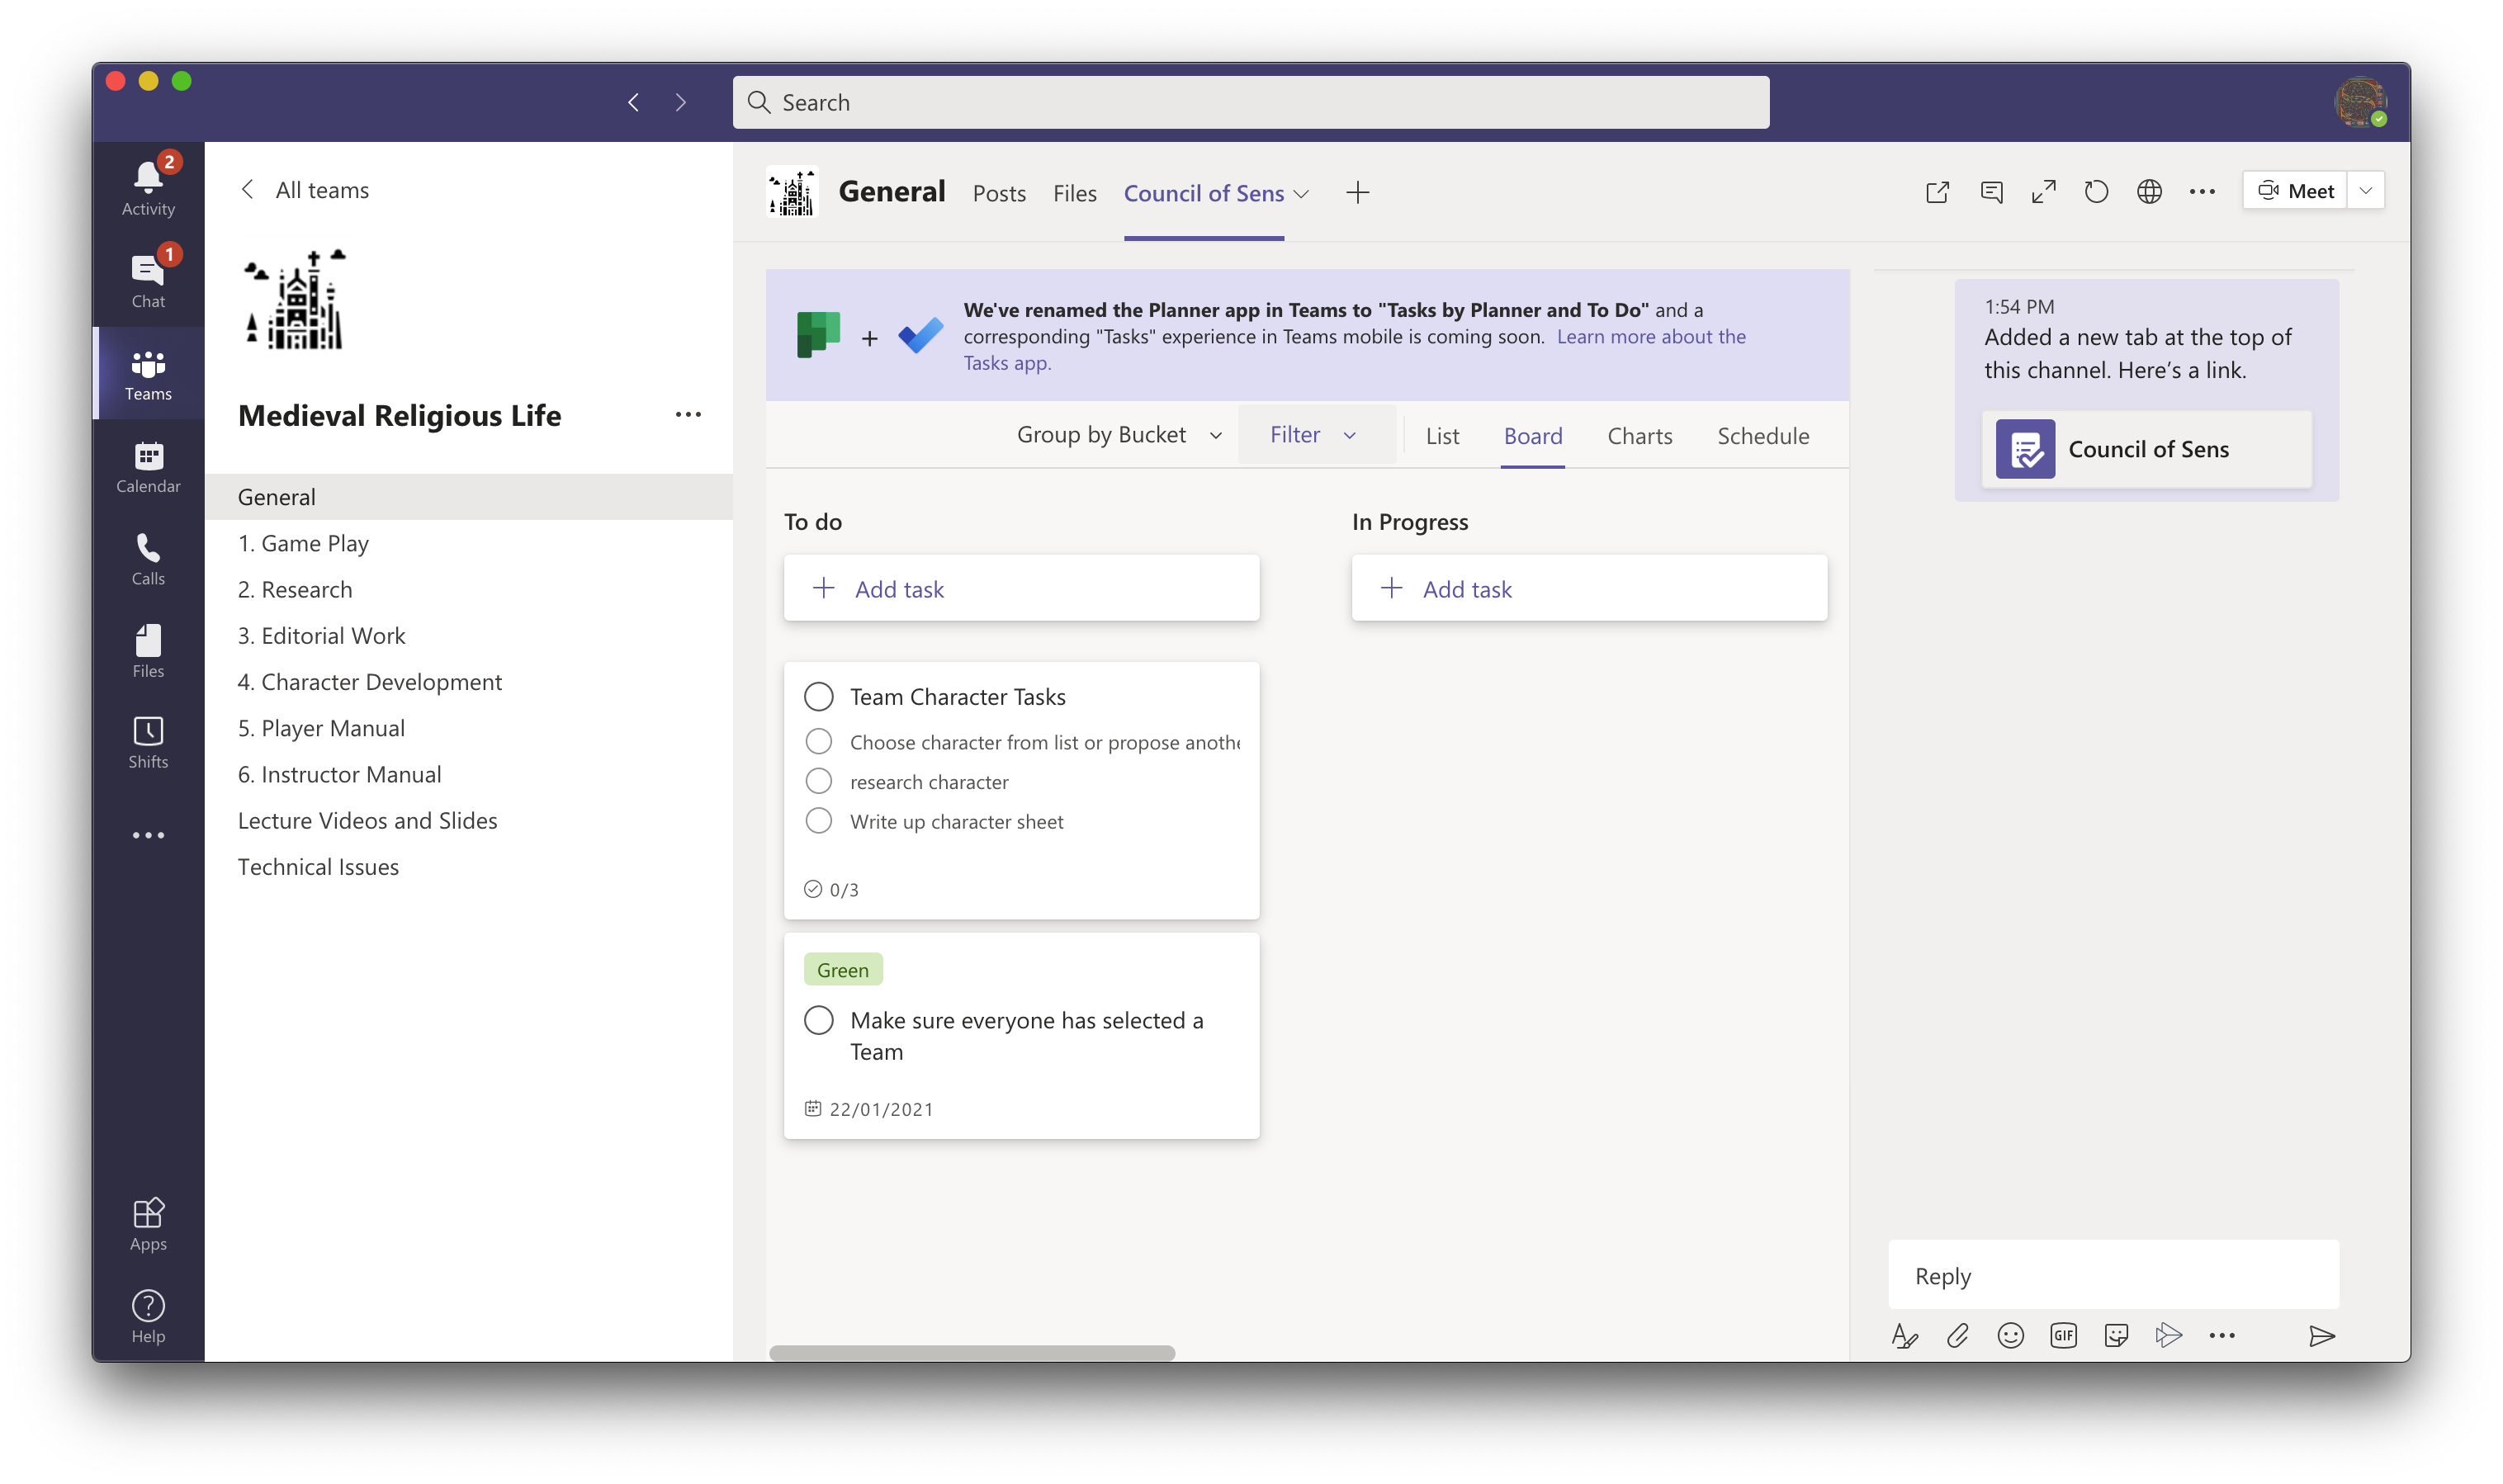 Search
2
Activity
1
Chat
Teams
Calendar
Calls
Files
Shifts
Apps
Help
All teams
Medieval Religious Life
General
1. Game Play
2. Research
3. Editorial Work
4. Character Development
5. Player Manual
6. Instructor Manual
Lecture Videos and Slides
Technical Issues
General Posts Files Council of Sens
Meet
We've renamed the Planner app in Teams to "Tasks by Planner and To Do" and a
corresponding "Tasks" experience in Teams mobile is coming soon. Learn more about the
Tasks app.
Group by Bucket Filter List Board Charts Schedule
To do
Add task
Team Character Tasks
Choose character from list or propose anothe
research character
Write up character sheet
0/3
Green
Make sure everyone has selected a
Team
22/01/2021
In Progress
Add task
1:54 PM
Added a new tab at the top of
this channel. Here’s a link.
Council of Sens
Reply
GIF